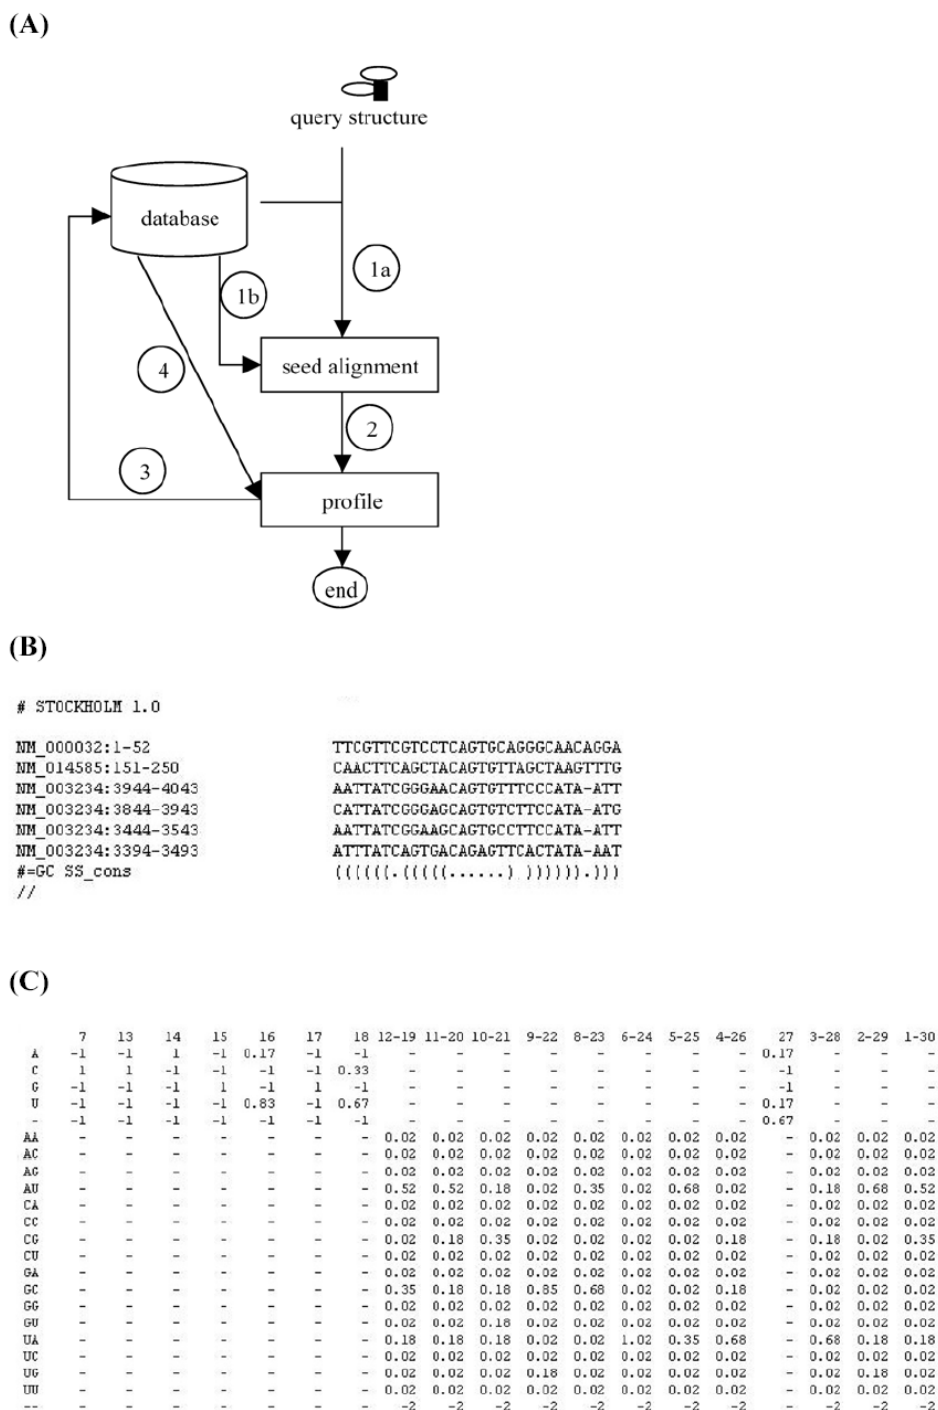 (A)
query structure
database
1a
1b
seed alignment
4
2
3
profile
end
(B)
# STOCKHOLM 1.0
NM_000032:1-52 TTCGTTCGTCCTCAGTGCAGGGCAACAGGA
NM_014585:151-250 CAACTTCAGCTACAGTGTTAGCTAAGTTTG
NM_003234:3944-4043 AATTATCGGGAACAGTGTTTCCCATA-ATT
NM_003234:3844-3943 CATTATCGGGAGCAGTGTCTTCCATA-ATG
NM_003234:3444-3543 AATTATCGGAAGCAGTGCCTTCCATA-ATT
NM_003234:3394-3493 ATTTATCAGTGACAGAGTTCACTATA-AAT
#=GC SS_cons ((((((.(((((......) )))))).)))
//
(C)
7 13 14 15 16 17 18 12-19 11-20 10-21 9-22 8-23 6-24 5-25 4-26 27 3-28 2-29 1-30
A -1 -1 1 -1 0.17 -1 -1 - - - - - - - - 0.17 - - -
C 1 1 -1 -1 -1 -1 0.33 - - - - - - - - -1 - - -
G -1 -1 -1 1 -1 1 -1 - - - - - - - - -1 - - -
U -1 -1 -1 -1 0.83 -1 0.67 - - - - - - - - 0.17 - - -
- -1 -1 -1 -1 -1 -1 -1 - - - - - - - - 0.67 - - -
AA - - - - - - - 0.02 0.02 0.02 0.02 0.02 0.02 0.02 0.02 - 0.02 0.02 0.02
AC - - - - - - - 0.02 0.02 0.02 0.02 0.02 0.02 0.02 0.02 - 0.02 0.02 0.02
AG - - - - - - - 0.02 0.02 0.02 0.02 0.02 0.02 0.02 0.02 - 0.02 0.02 0.02
AU - - - - - - - 0.52 0.52 0.18 0.02 0.35 0.02 0.68 0.02 - 0.18 0.68 0.52
CA - - - - - - - 0.02 0.02 0.02 0.02 0.02 0.02 0.02 0.02 - 0.02 0.02 0.02
CC - - - - - - - 0.02 0.02 0.02 0.02 0.02 0.02 0.02 0.02 - 0.02 0.02 0.02
CG - - - - - - - 0.02 0.18 0.35 0.02 0.02 0.02 0.02 0.18 - 0.18 0.02 0.35
CU - - - - - - - 0.02 0.02 0.02 0.02 0.02 0.02 0.02 0.02 - 0.02 0.02 0.02
GA - - - - - - - 0.02 0.02 0.02 0.02 0.02 0.02 0.02 0.02 - 0.02 0.02 0.02
GC - - - - - - - 0.35 0.18 0.18 0.85 0.68 0.02 0.02 0.18 - 0.02 0.02 0.02
GG - - - - - - - 0.02 0.02 0.02 0.02 0.02 0.02 0.02 0.02 - 0.02 0.02 0.02
GU - - - - - - - 0.02 0.02 0.18 0.02 0.02 0.02 0.02 0.02 - 0.02 0.02 0.02
UA - - - - - - - 0.18 0.18 0.18 0.02 0.02 1.02 0.35 0.68 - 0.68 0.18 0.18
UC - - - - - - - 0.02 0.02 0.02 0.02 0.02 0.02 0.02 0.02 - 0.02 0.02 0.02
UG - - - - - - - 0.02 0.02 0.02 0.18 0.02 0.02 0.02 0.02 - 0.02 0.18 0.02
UU - - - - - - - 0.02 0.02 0.02 0.02 0.02 0.02 0.02 0.02 - 0.02 0.02 0.02
-- - - - - - - - -2 -2 -2 -2 -2 -2 -2 -2 - -2 -2 -2